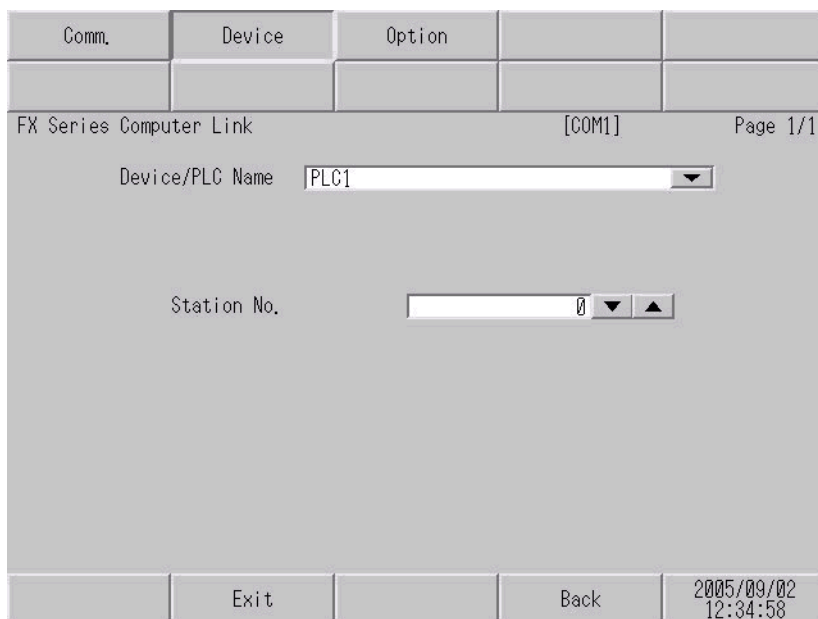 Comm. Device Option
FX Series Computer Link [COM1] Page 1/1
Device/PLC Name PLC1
Station No. 0
Exit Back 2005/09/02
12:34:58